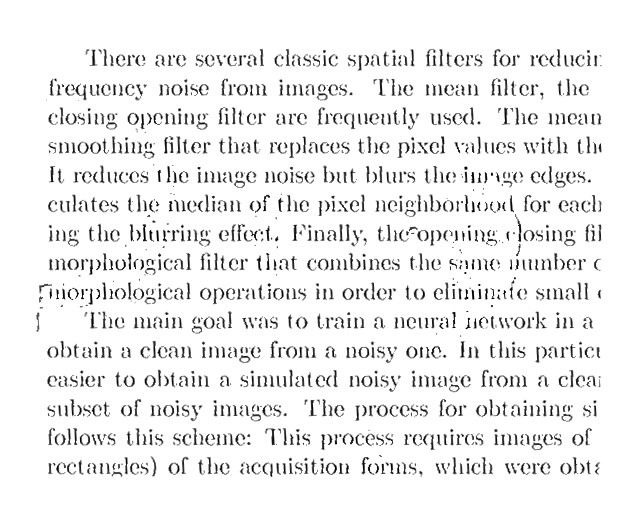 There are several classic spatial filters for reducin
frequency noise from images. The mean filter, the
closing opening filter are frequently used. The mean
smoothing filter that replaces the pixel values with the
It reduces the image noise but blurs the image edges.
culates the median of the pixel neighborhood for each
ing the blurring effect. Finally, the opening closing fil
morphological filter that combines the same number o
morphological operations in order to eliminate small
The main goal was to train a neural network in a
obtain a clean image from a noisy one. In this particu
easier to obtain a simulated noisy image from a clean
subset of noisy images. The process for obtaining si
follows this scheme: This process requires images of
rectangles) of the acquisition forms, which were obta